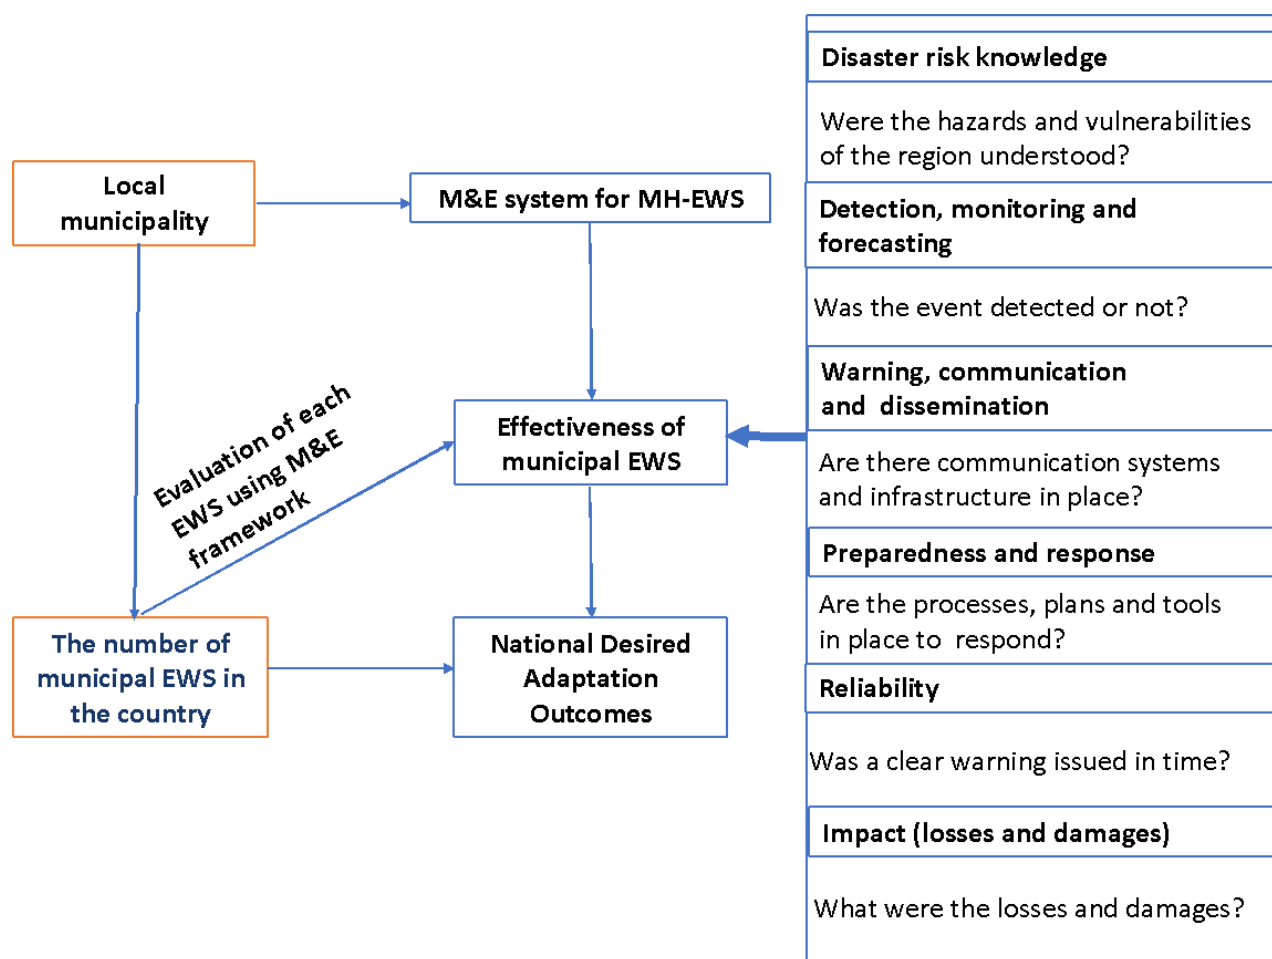 Local
municipality
M&E system for MH-EWS
Evaluation of each
EWS using M&E
framework
Effectiveness of
municipal EWS
The number of
municipal EWS in
the country
National Desired
Adaptation
Outcomes
Disaster risk knowledge
Were the hazards and vulnerabilities
of the region understood?
Detection, monitoring and
forecasting
Was the event detected or not?
Warning, communication
and dissemination
Are there communication systems
and infrastructure in place?
Preparedness and response
Are the processes, plans and tools
in place to respond?
Reliability
Was a clear warning issued in time?
Impact (losses and damages)
What were the losses and damages?